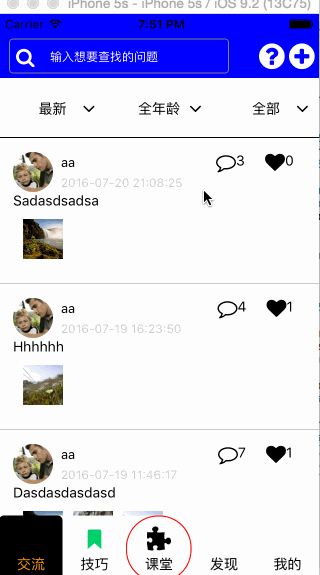 iPhone 5s - iPhone 5s / iOS 9.2 (13C75)
Carrier 7:51 PM
输入想要查找的问题
最新 全年龄 全部
aa 3 0
2016-07-20 21:08:25
Sadasdsadsa
aa 4 1
2016-07-19 16:23:50
Hhhhhh
aa 7 1
2016-07-19 11:46:17
Dasdasdasdasd
交流 技巧 课堂 发现 我的